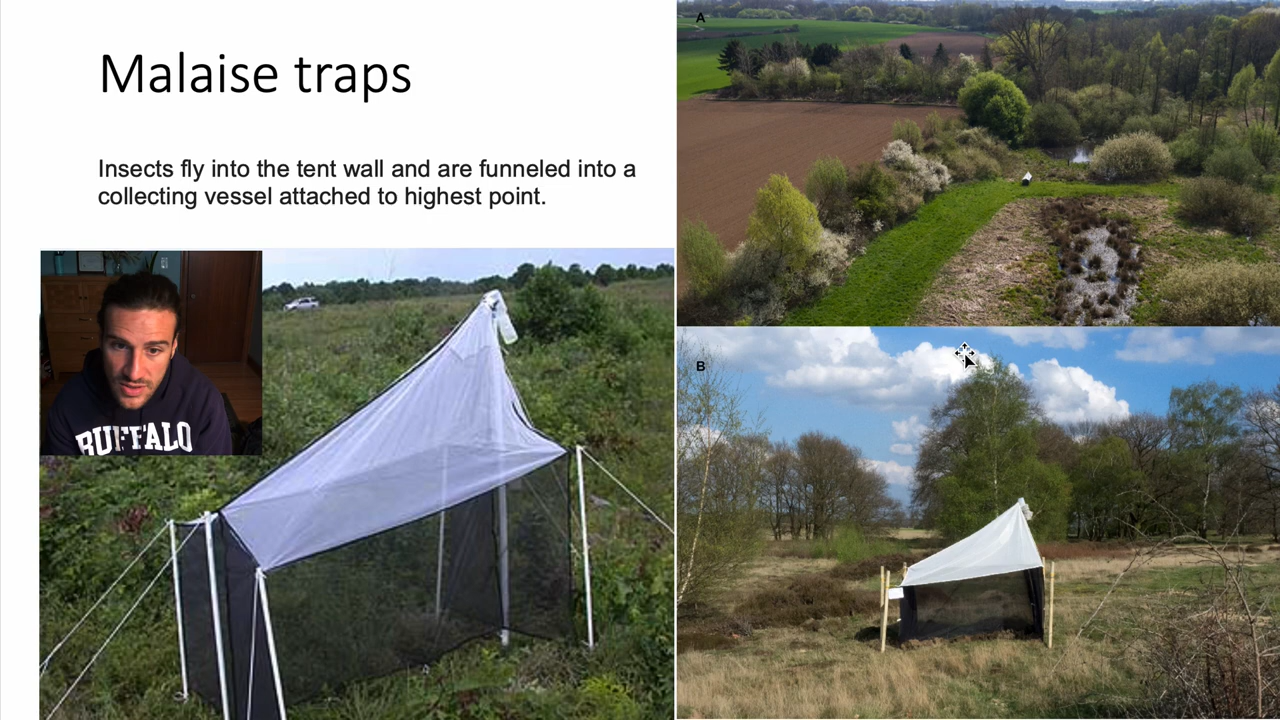 Malaise traps
Insects fly into the tent wall and are funneled into a
collecting vessel attached to highest point.
BUFFALO
A
B